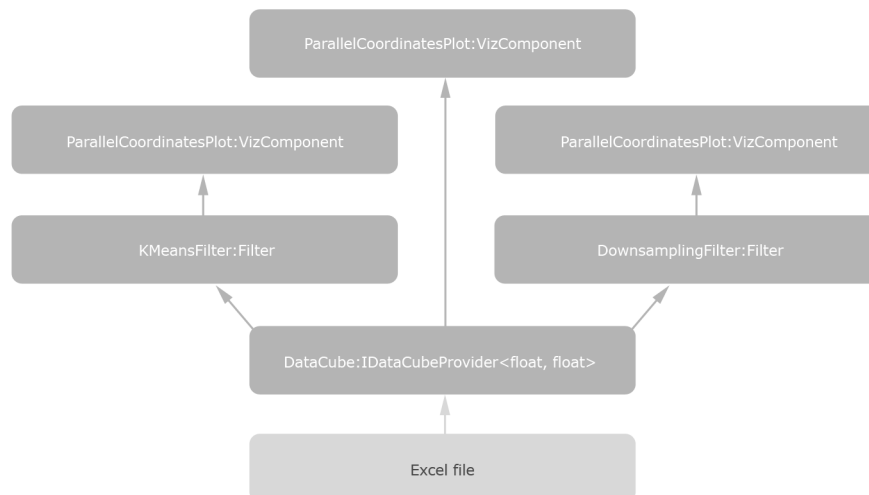 ParallelCoordinatesPlot:VizComponent
ParallelCoordinatesPlot:VizComponent
ParallelCoordinatesPlot:VizComponent
KMeansFilter:Filter
DownsamplingFilter:Filter
DataCube:IDataCubeProvider<float, float>
Excel file